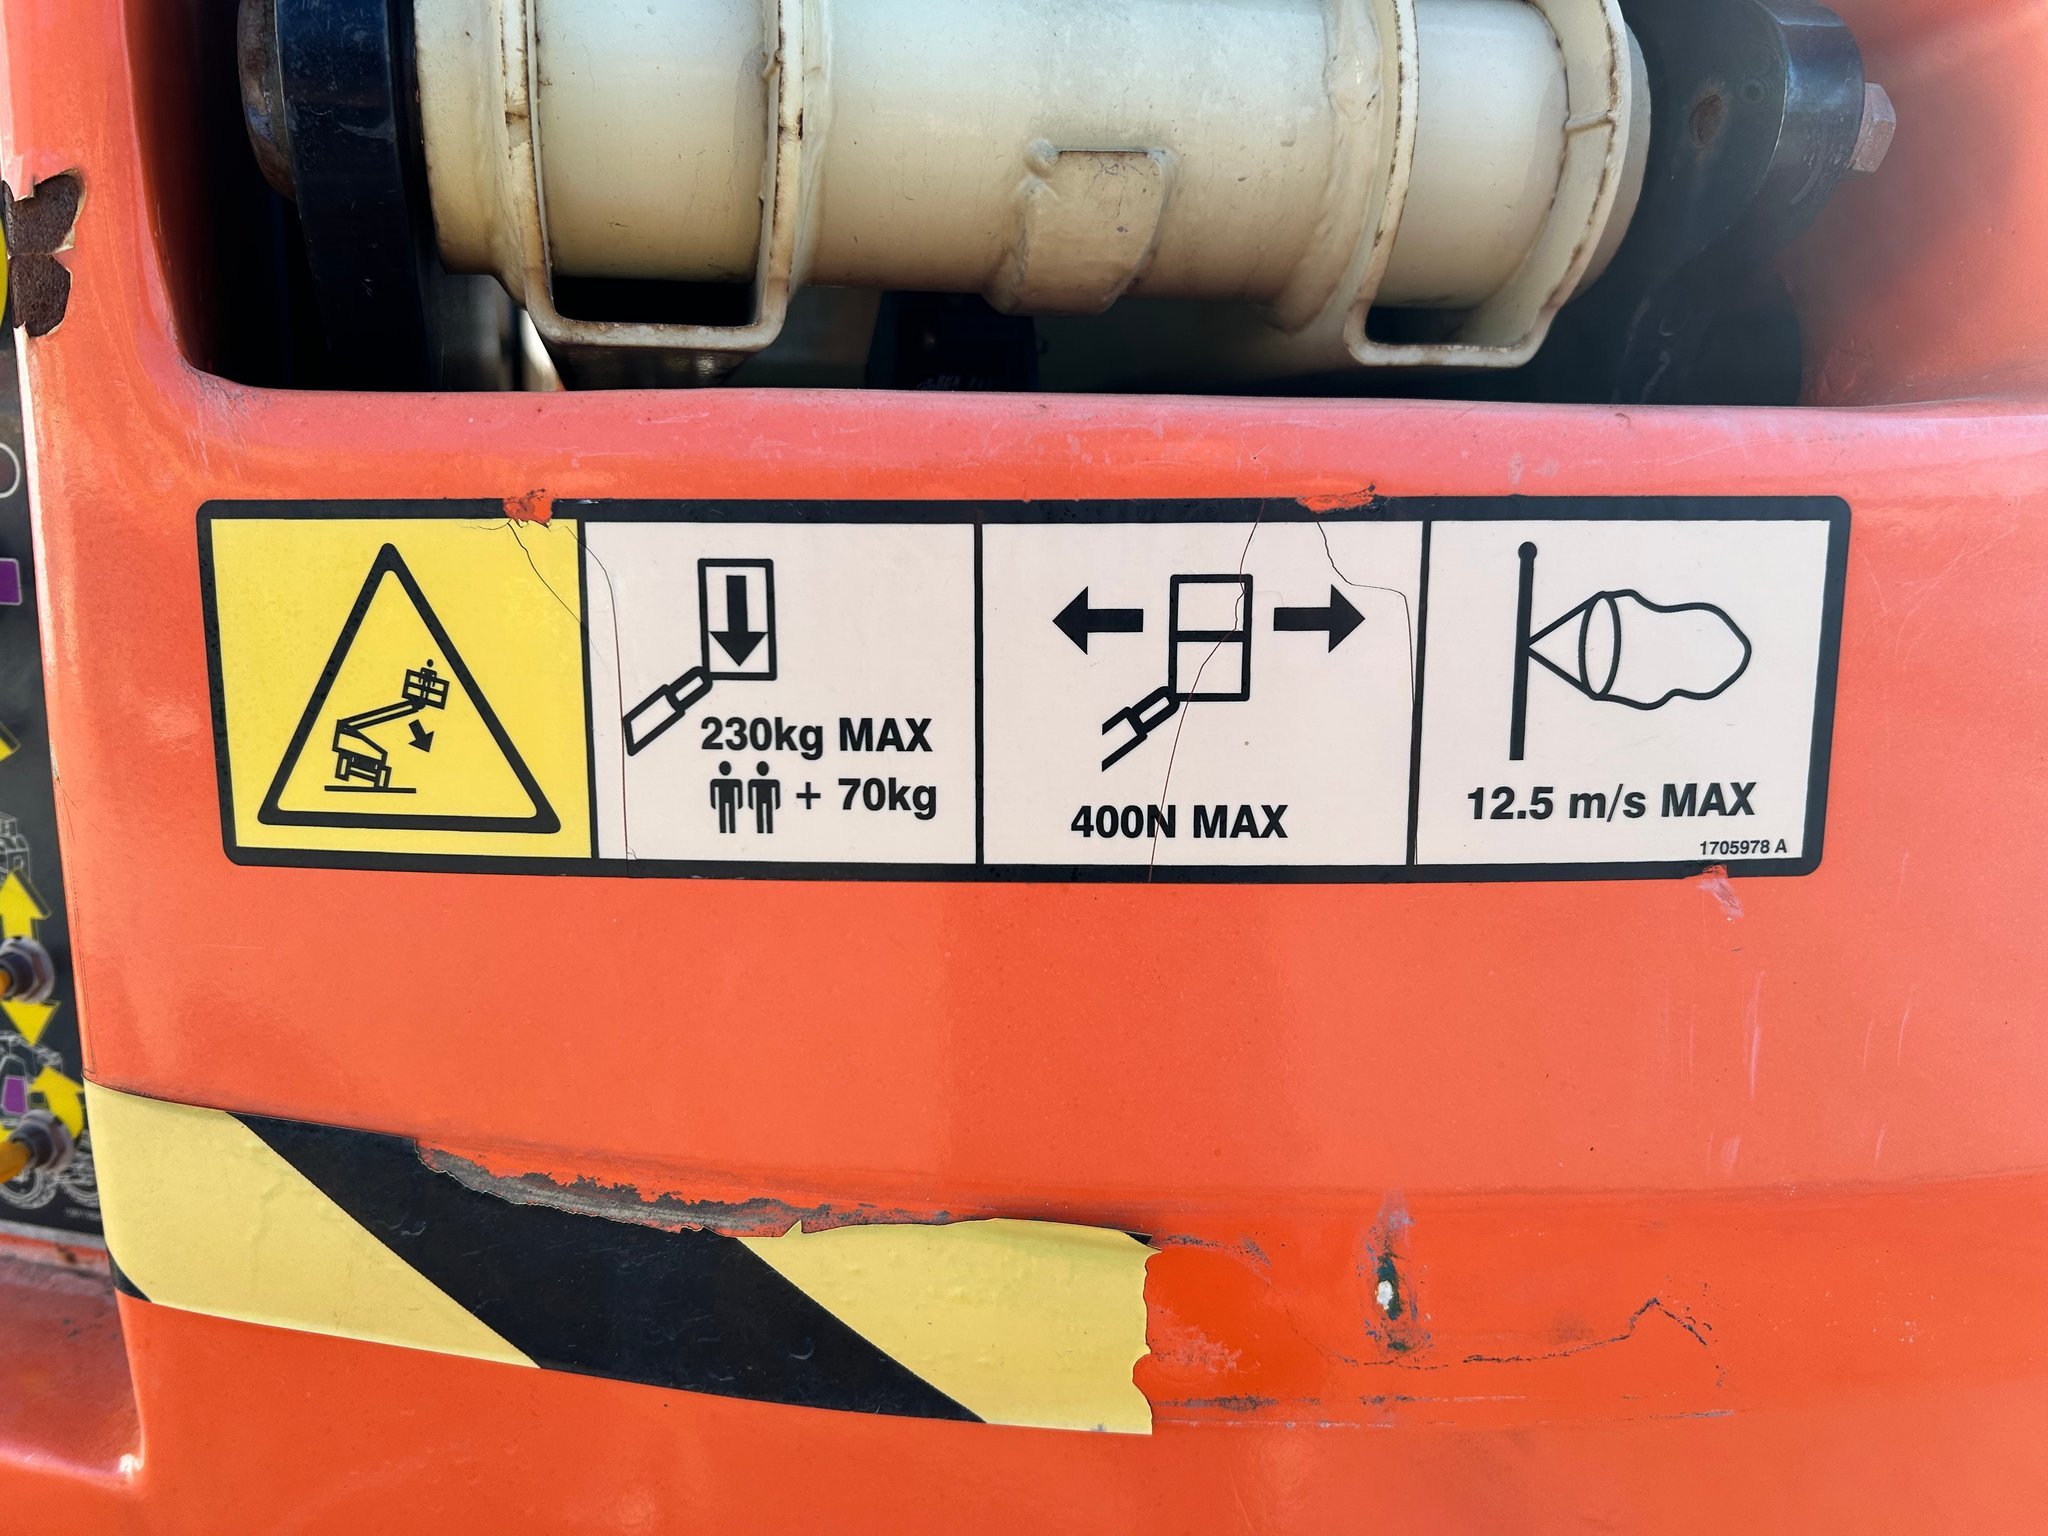 230kg MAX
+ 70kg
400N MAX
12.5 m/s MAX
1705978 A